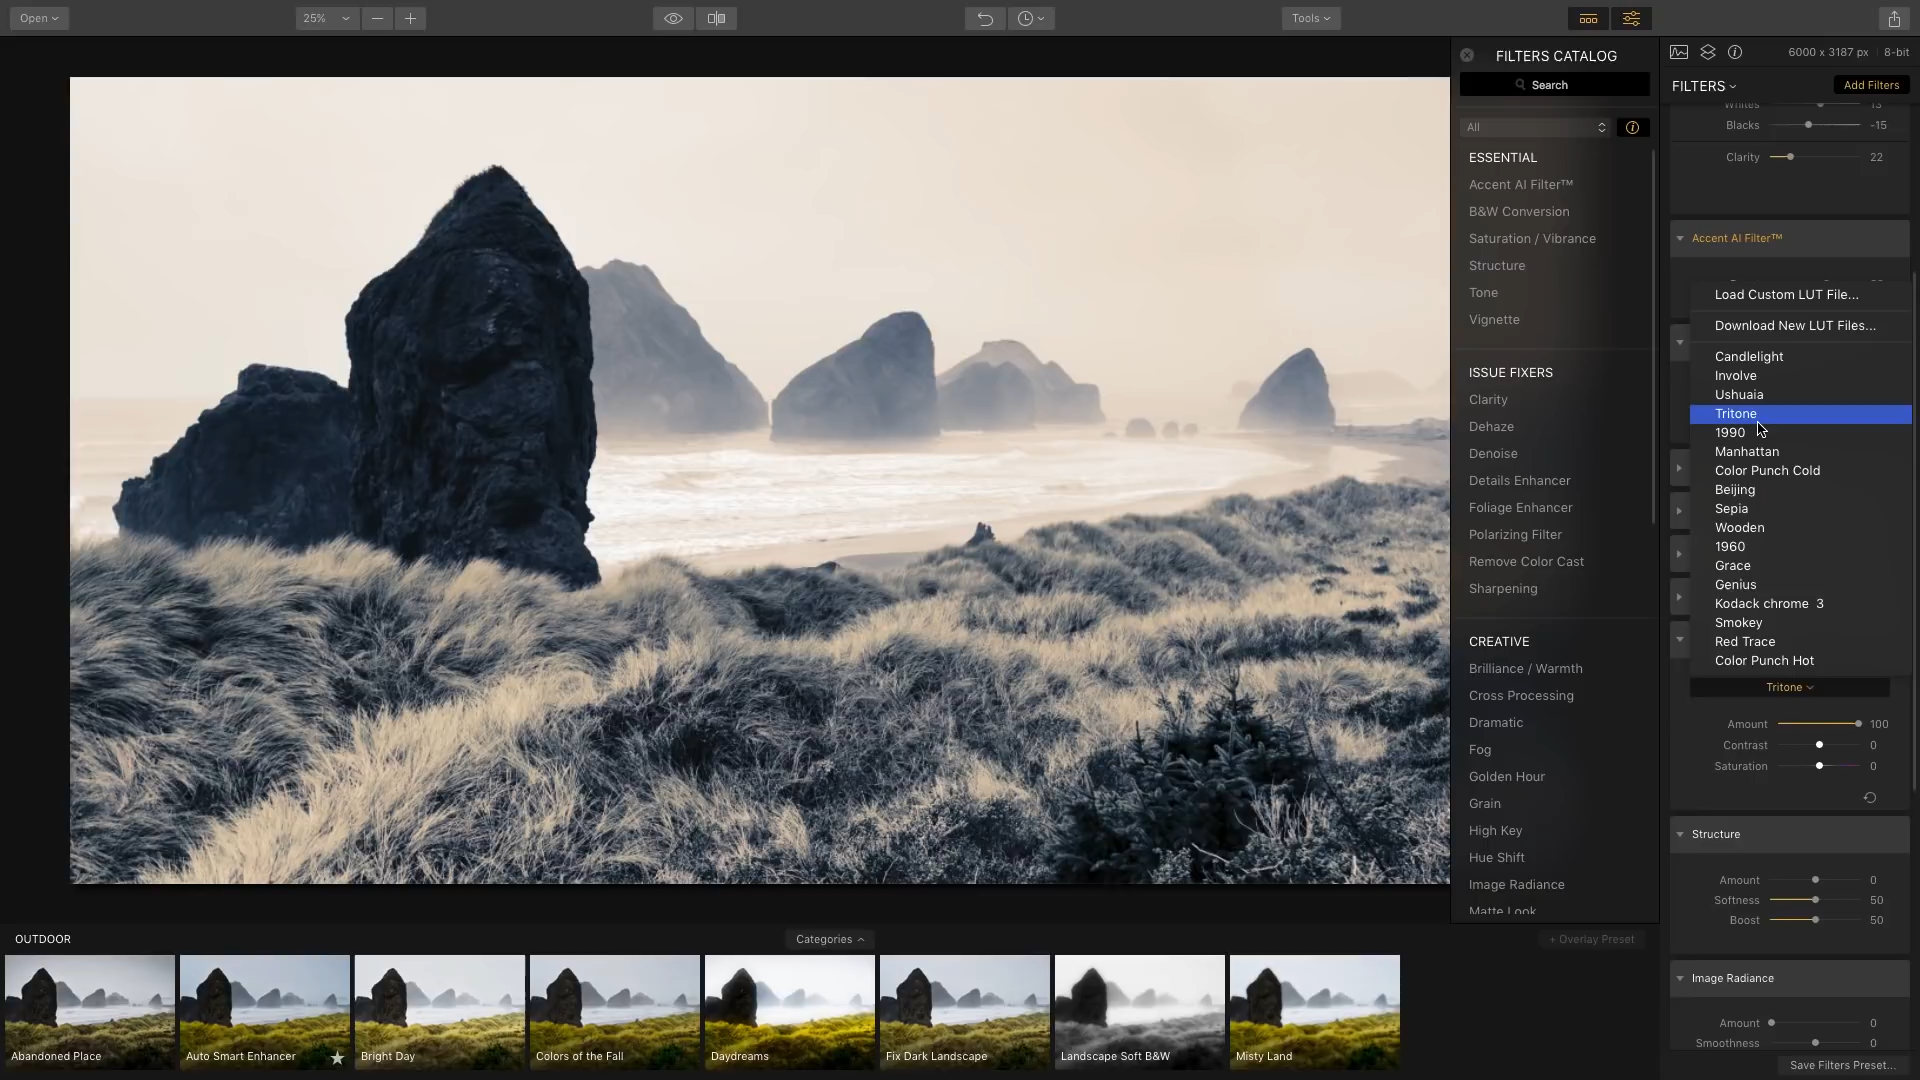 Open
25%
Tools
FILTERS CATALOG
Search
All
ESSENTIAL
Accent AI Filter™
B&W Conversion
Saturation / Vibrance
Structure
Tone
Vignette
ISSUE FIXERS
Clarity
Dehaze
Denoise
Details Enhancer
Foliage Enhancer
Polarizing Filter
Remove Color Cast
Sharpening
CREATIVE
Brilliance / Warmth
Cross Processing
Dramatic
Fog
Golden Hour
Grain
High Key
Hue Shift
Image Radiance
Matte Look
6000 x 3187 px 8-bit
FILTERS Add Filters
Whites 13
Blacks -15
Clarity 22
Accent AI Filter™
Load Custom LUT File...
Download New LUT Files...
Candlelight
Involve
Ushuaia
Tritone
1990
Manhattan
Color Punch Cold
Beijing
Sepia
Wooden
1960
Grace
Genius
Kodack chrome 3
Smokey
Red Trace
Color Punch Hot
Tritone
Amount 100
Contrast 0
Saturation 0
Structure
Amount 0
Softness 50
Boost 50
Image Radiance
Amount 0
Smoothness 0
Save Filters Preset...
OUTDOOR
Categories
+ Overlay Preset
Abandoned Place
Auto Smart Enhancer
Bright Day
Colors of the Fall
Daydreams
Fix Dark Landscape
Landscape Soft B&W
Misty Land